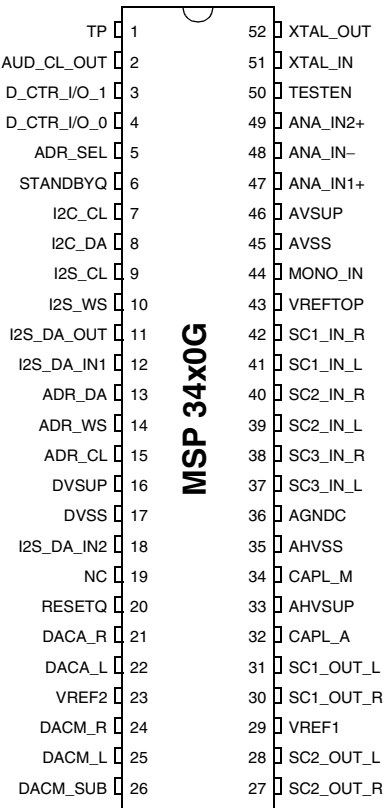 TP 1 52 XTAL_OUT
AUD_CL_OUT 2 51 XTAL_IN
D_CTR_I/O_1 3 50 TESTEN
D_CTR_I/O_0 4 49 ANA_IN2+
ADR_SEL 5 48 ANA_IN−
STANDBYQ 6 47 ANA_IN1+
I2C_CL 7 46 AVSUP
I2C_DA 8 45 AVSS
I2S_CL 9 44 MONO_IN
I2S_WS 10 43 VREFTOP
I2S_DA_OUT 11 42 SC1_IN_R
I2S_DA_IN1 12 41 SC1_IN_L
ADR_DA 13 40 SC2_IN_R
ADR_WS 14 39 SC2_IN_L
ADR_CL 15 38 SC3_IN_R
DVSUP 16 37 SC3_IN_L
DVSS 17 36 AGNDC
I2S_DA_IN2 18 35 AHVSS
NC 19 34 CAPL_M
RESETQ 20 33 AHVSUP
DACA_R 21 32 CAPL_A
DACA_L 22 31 SC1_OUT_L
VREF2 23 30 SC1_OUT_R
DACM_R 24 29 VREF1
DACM_L 25 28 SC2_OUT_L
DACM_SUB 26 27 SC2_OUT_R
MSP 34x0G